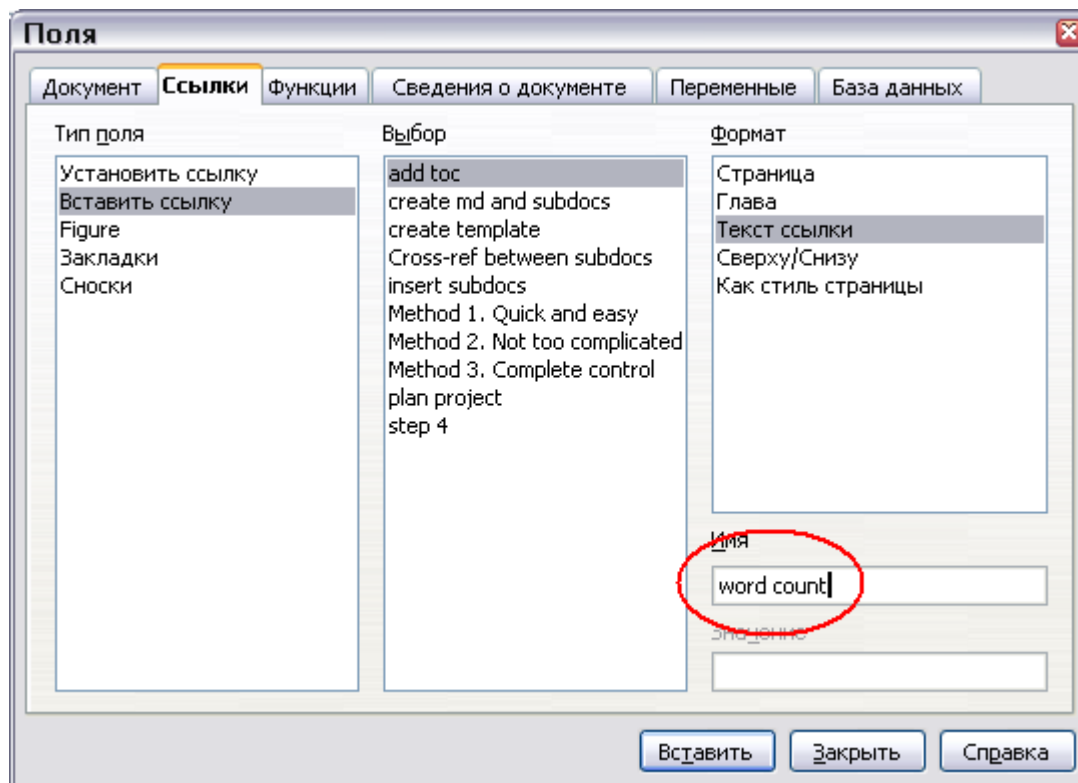 Поля
Документ Ссылки Функции Сведения о документе Переменные База данных
Тип поля
Установить ссылку
Вставить ссылку
Figure
Закладки
Сноски
Выбор
add toc
create md and subdocs
create template
Cross-ref between subdocs
insert subdocs
Method 1. Quick and easy
Method 2. Not too complicated
Method 3. Complete control
plan project
step 4
Формат
Страница
Глава
Текст ссылки
Сверху/Снизу
Как стиль страницы
Имя
word count
Значение
Вставить Закрыть Справка